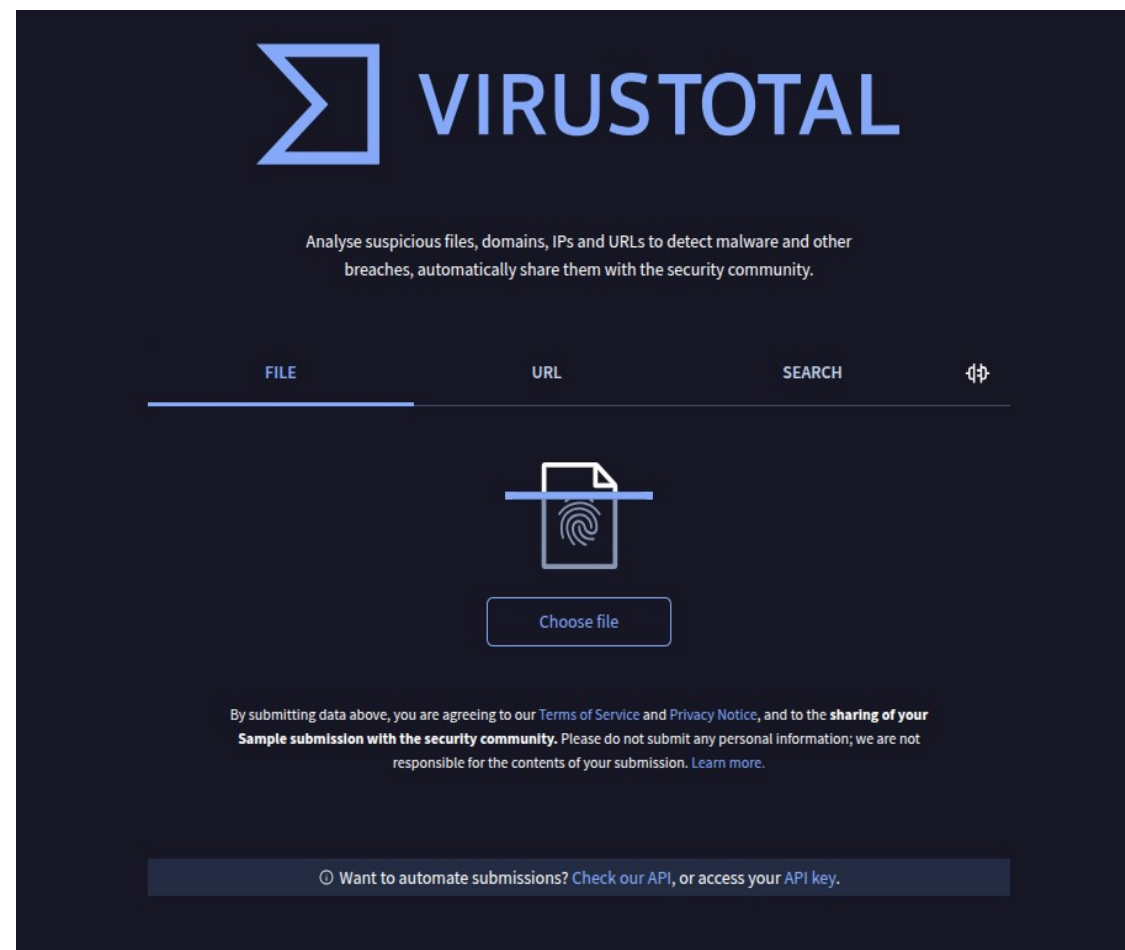 VIRUSTOTAL
Analyse suspicious files, domains, IPs and URLs to detect malware and other
breaches, automatically share them with the security community.
FILE URL SEARCH
Choose file
By submitting data above, you are agreeing to our Terms of Service and Privacy Notice, and to the sharing of your
Sample submission with the security community. Please do not submit any personal information; we are not
responsible for the contents of your submission. Learn more.
Want to automate submissions? Check our API, or access your API key.